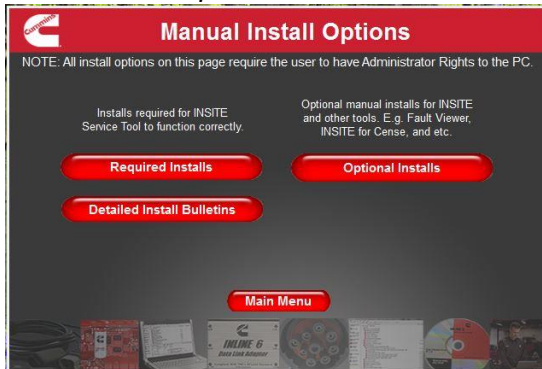 Cummins
Manual Install Options
NOTE: All install options on this page require the user to have Administrator Rights to the PC.
Installs required for INSITE
Service Tool to function correctly.
Required Installs
Detailed Install Bulletins
Optional manual installs for INSITE
and other tools. E.g. Fault Viewer,
INSITE for Cense, and etc.
Optional Installs
Main Menu
INLINE 6
Data Link Adapter